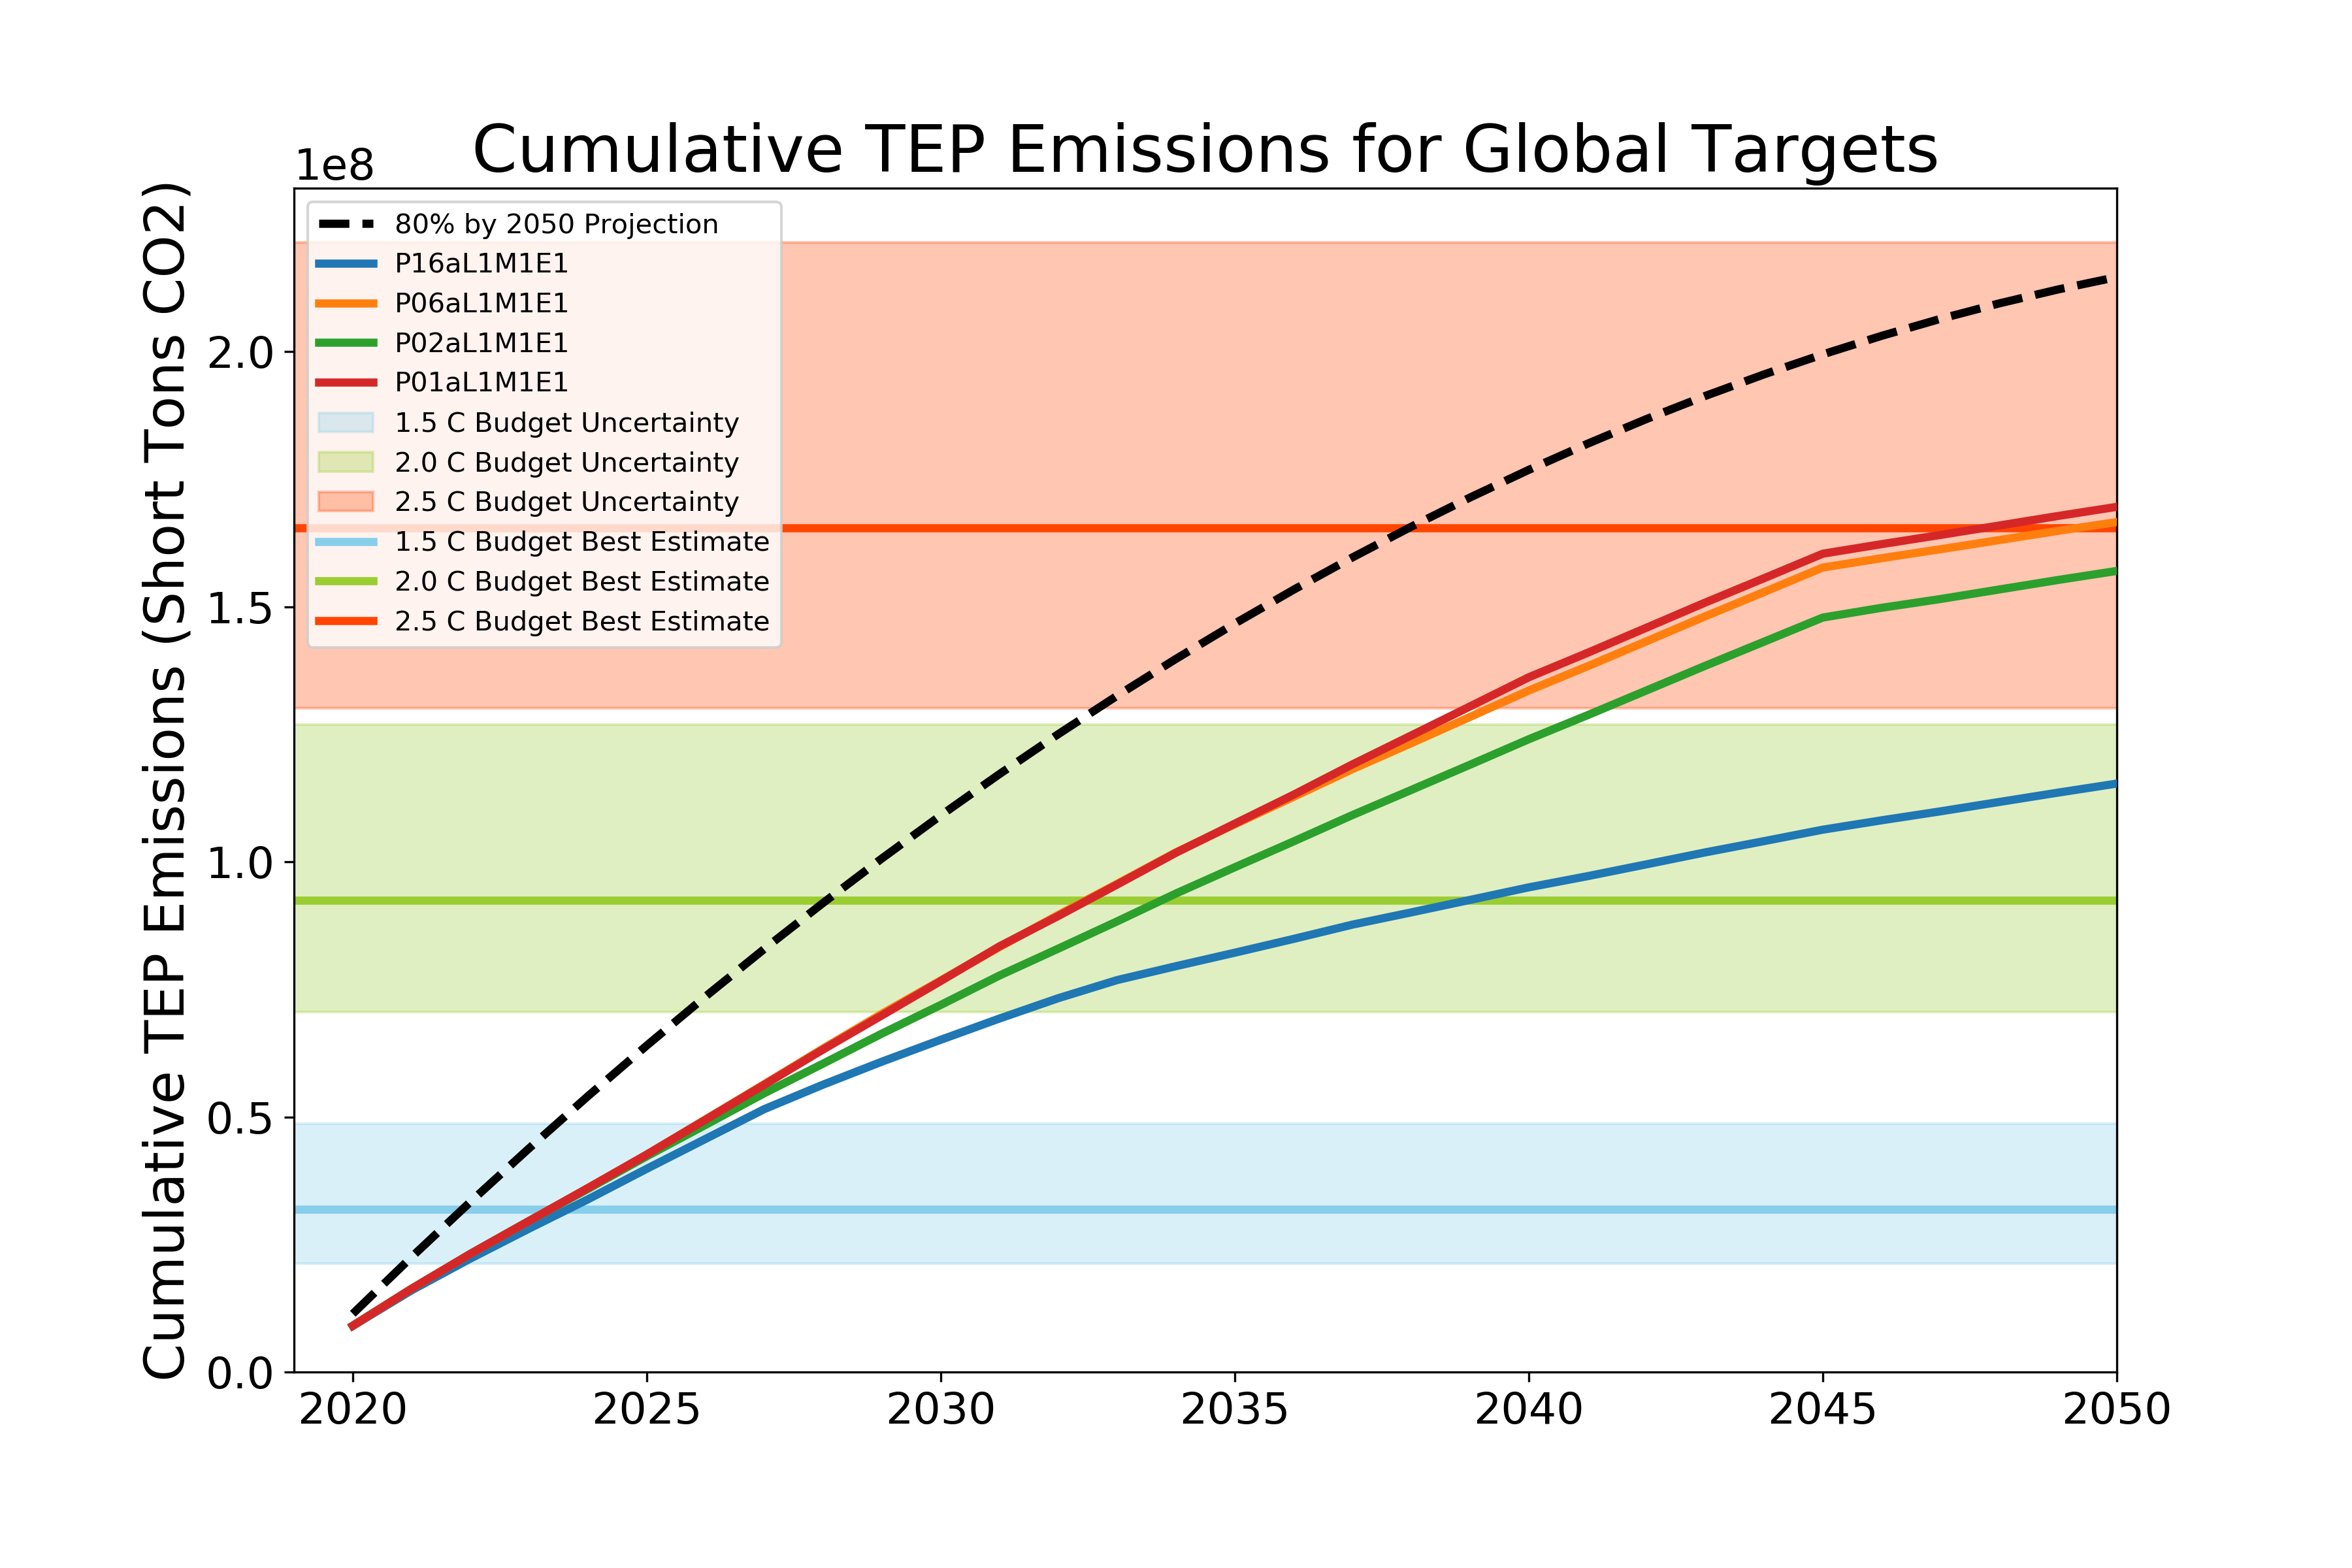 Cumulative TEP Emissions for Global Targets
1e8
Cumulative TEP Emissions (Short Tons CO2)
80% by 2050 Projection
P16aL1M1E1
P06aL1M1E1
P02aL1M1E1
P01aL1M1E1
1.5 C Budget Uncertainty
2.0 C Budget Uncertainty
2.5 C Budget Uncertainty
1.5 C Budget Best Estimate
2.0 C Budget Best Estimate
2.5 C Budget Best Estimate
2.0
1.5
1.0
0.5
0.0
2020 2025 2030 2035 2040 2045 2050